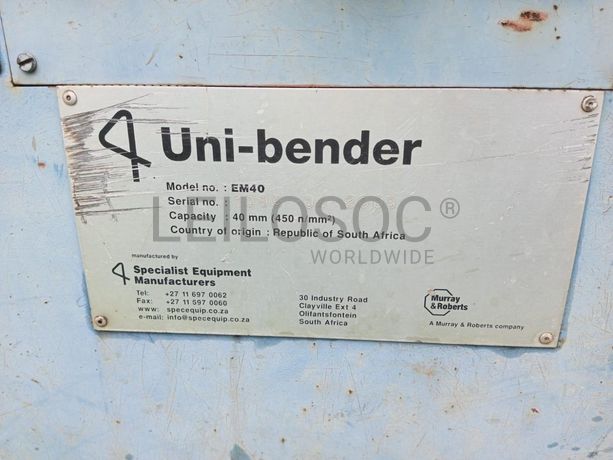 Uni-bender
Model no. : EM40
Serial no. :
Capacity : 40 mm (450 n/mm²)
Country of origin : Republic of South Africa
LEILOSOC®
WORLDWIDE
manufactured by
Specialist Equipment
Manufacturers
Tel: +27 11 697 0062
Fax: +27 11 597 0060
www: specequip.co.za
e-mail: info@specequip.co.za
30 Industry Road
Clayville Ext 4
Olifantsfontein
South Africa
Murray
&Roberts
A Murray & Roberts company